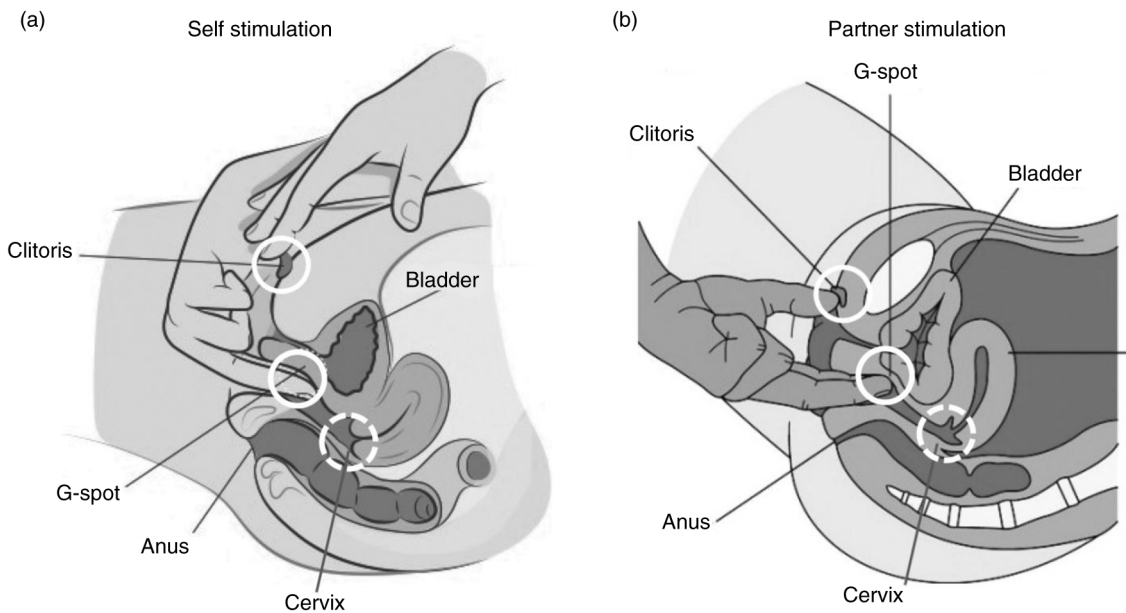 (a)
Self stimulation
Clitoris
Bladder
G-spot
Anus
Cervix
(b)
Partner stimulation
G-spot
Clitoris
Bladder
Anus
Cervix